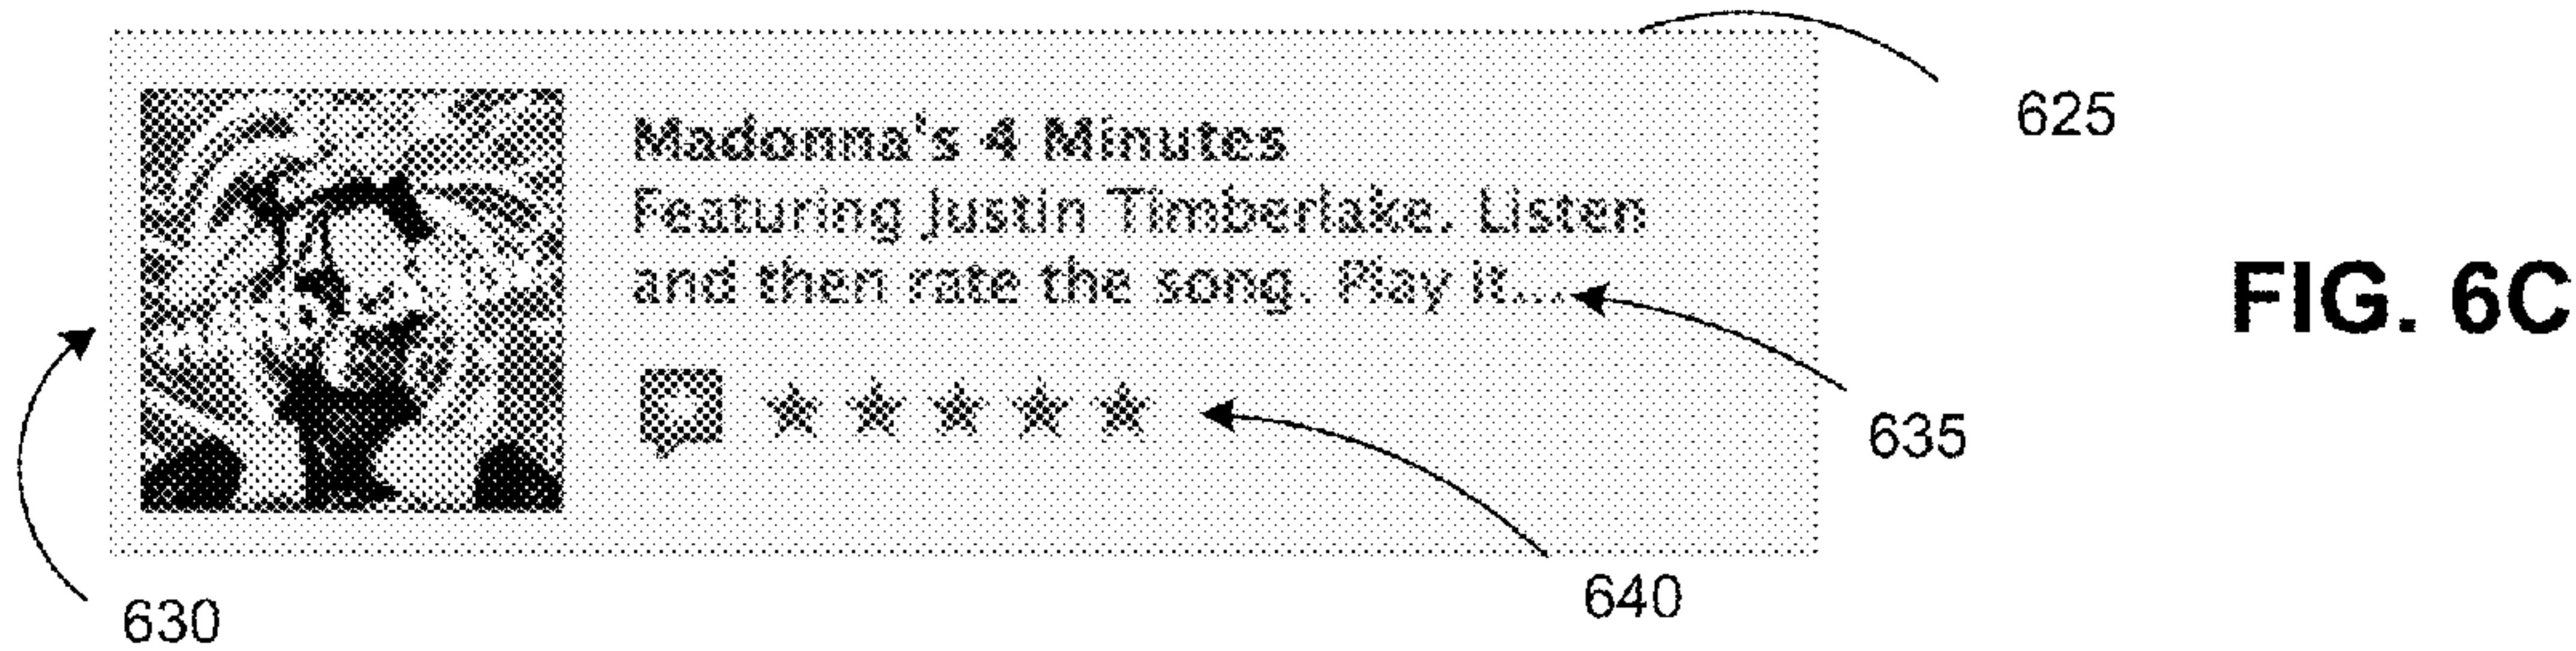 625
Madonna's 4 Minutes
Featuring Justin Timberlake. Listen
and then rate the song. Play it...
FIG. 6C
635
640
630